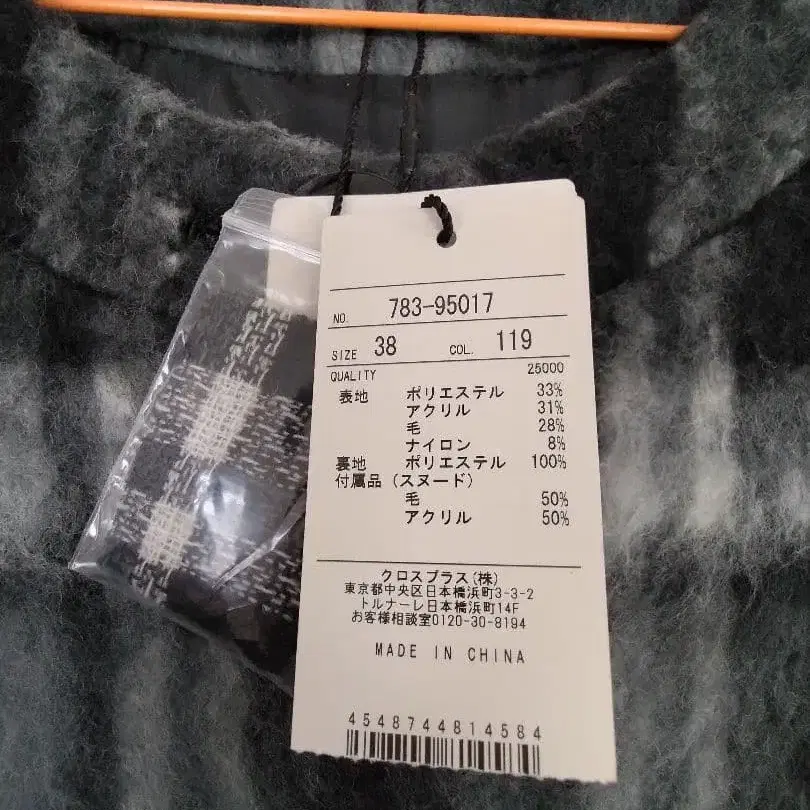 NO. 783-95017
SIZE 38 COL. 119
QUALITY 25000
表地 ポリエステル 33%
アクリル 31%
毛 28%
ナイロン 8%
裏地 ポリエステル 100%
付属品 (スヌード)
毛 50%
アクリル 50%
クロスプラス(株)
東京都中央区日本橋浜町3-3-2
トルナーレ日本橋浜町14F
お客様相談室0120-30-8194
MADE IN CHINA
4548744814584